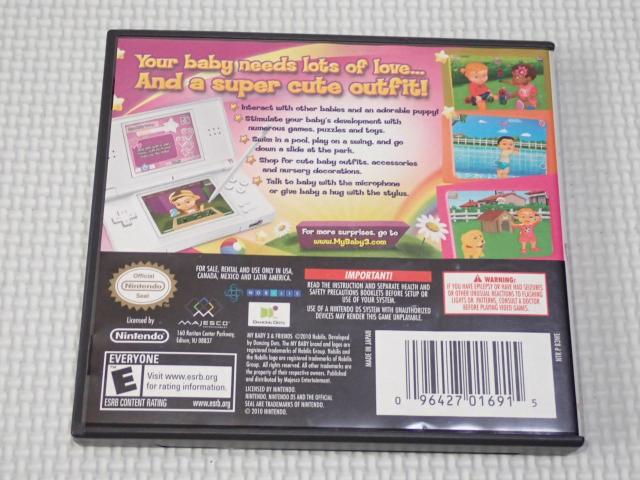 Your baby needs lots of love...
And a super cute outfit!
Interact with other babies and an adorable puppy!
Stimulate your baby's development with
numerous games, puzzles and toys.
Swim in a pool, play on a swing, and go
down a slide at the park.
Shop for cute baby outfits, accessories
and nursery decorations.
Talk to baby with the microphone
or give baby a hug with the stylus.
For more surprises, go to
www.MyBaby3.com
Official
Nintendo
Seal
FOR SALE, RENTAL AND USE ONLY IN USA,
CANADA, MEXICO AND LATIN AMERICA.
Licensed by
Nintendo
MAJESCO
160 Raritan Center Parkway,
Edison, NJ 08837
NOBILIS
DANCING DOTS
IMPORTANT!
READ THE INSTRUCTION AND SEPARATE HEALTH AND
SAFETY PRECAUTIONS BOOKLETS BEFORE SETUP OR
USE OF YOUR SYSTEM.
USE OF A NINTENDO DS SYSTEM WITH UNAUTHORIZED
DEVICES MAY RENDER THIS GAME UNPLAYABLE.
WARNING:
IF YOU HAVE EPILEPSY OR HAVE HAD SEIZURES
OR OTHER UNUSUAL REACTIONS TO FLASHING
LIGHTS OR PATTERNS, CONSULT A DOCTOR
BEFORE PLAYING VIDEO GAMES.
EVERYONE
E
Visit www.esrb.org
for rating information.
ESRB CONTENT RATING
www.esrb.org
MY BABY 3 & FRIENDS ©2010 Nobilis. Developed
by Dancing Dots. The MY BABY brand and logos are
registered trademarks of Nobilis Group. Nobilis and
the Nobilis logo are registered trademarks of Nobilis
Group. All rights reserved. All other trademarks are
the property of their respective owners. Published
and distributed by Majesco Entertainment.
LICENSED BY NINTENDO.
NINTENDO, NINTENDO DS AND THE OFFICIAL
SEAL ARE TRADEMARKS OF NINTENDO.
© 2010 NINTENDO.
MADE IN JAPAN
0 96427 01691 5